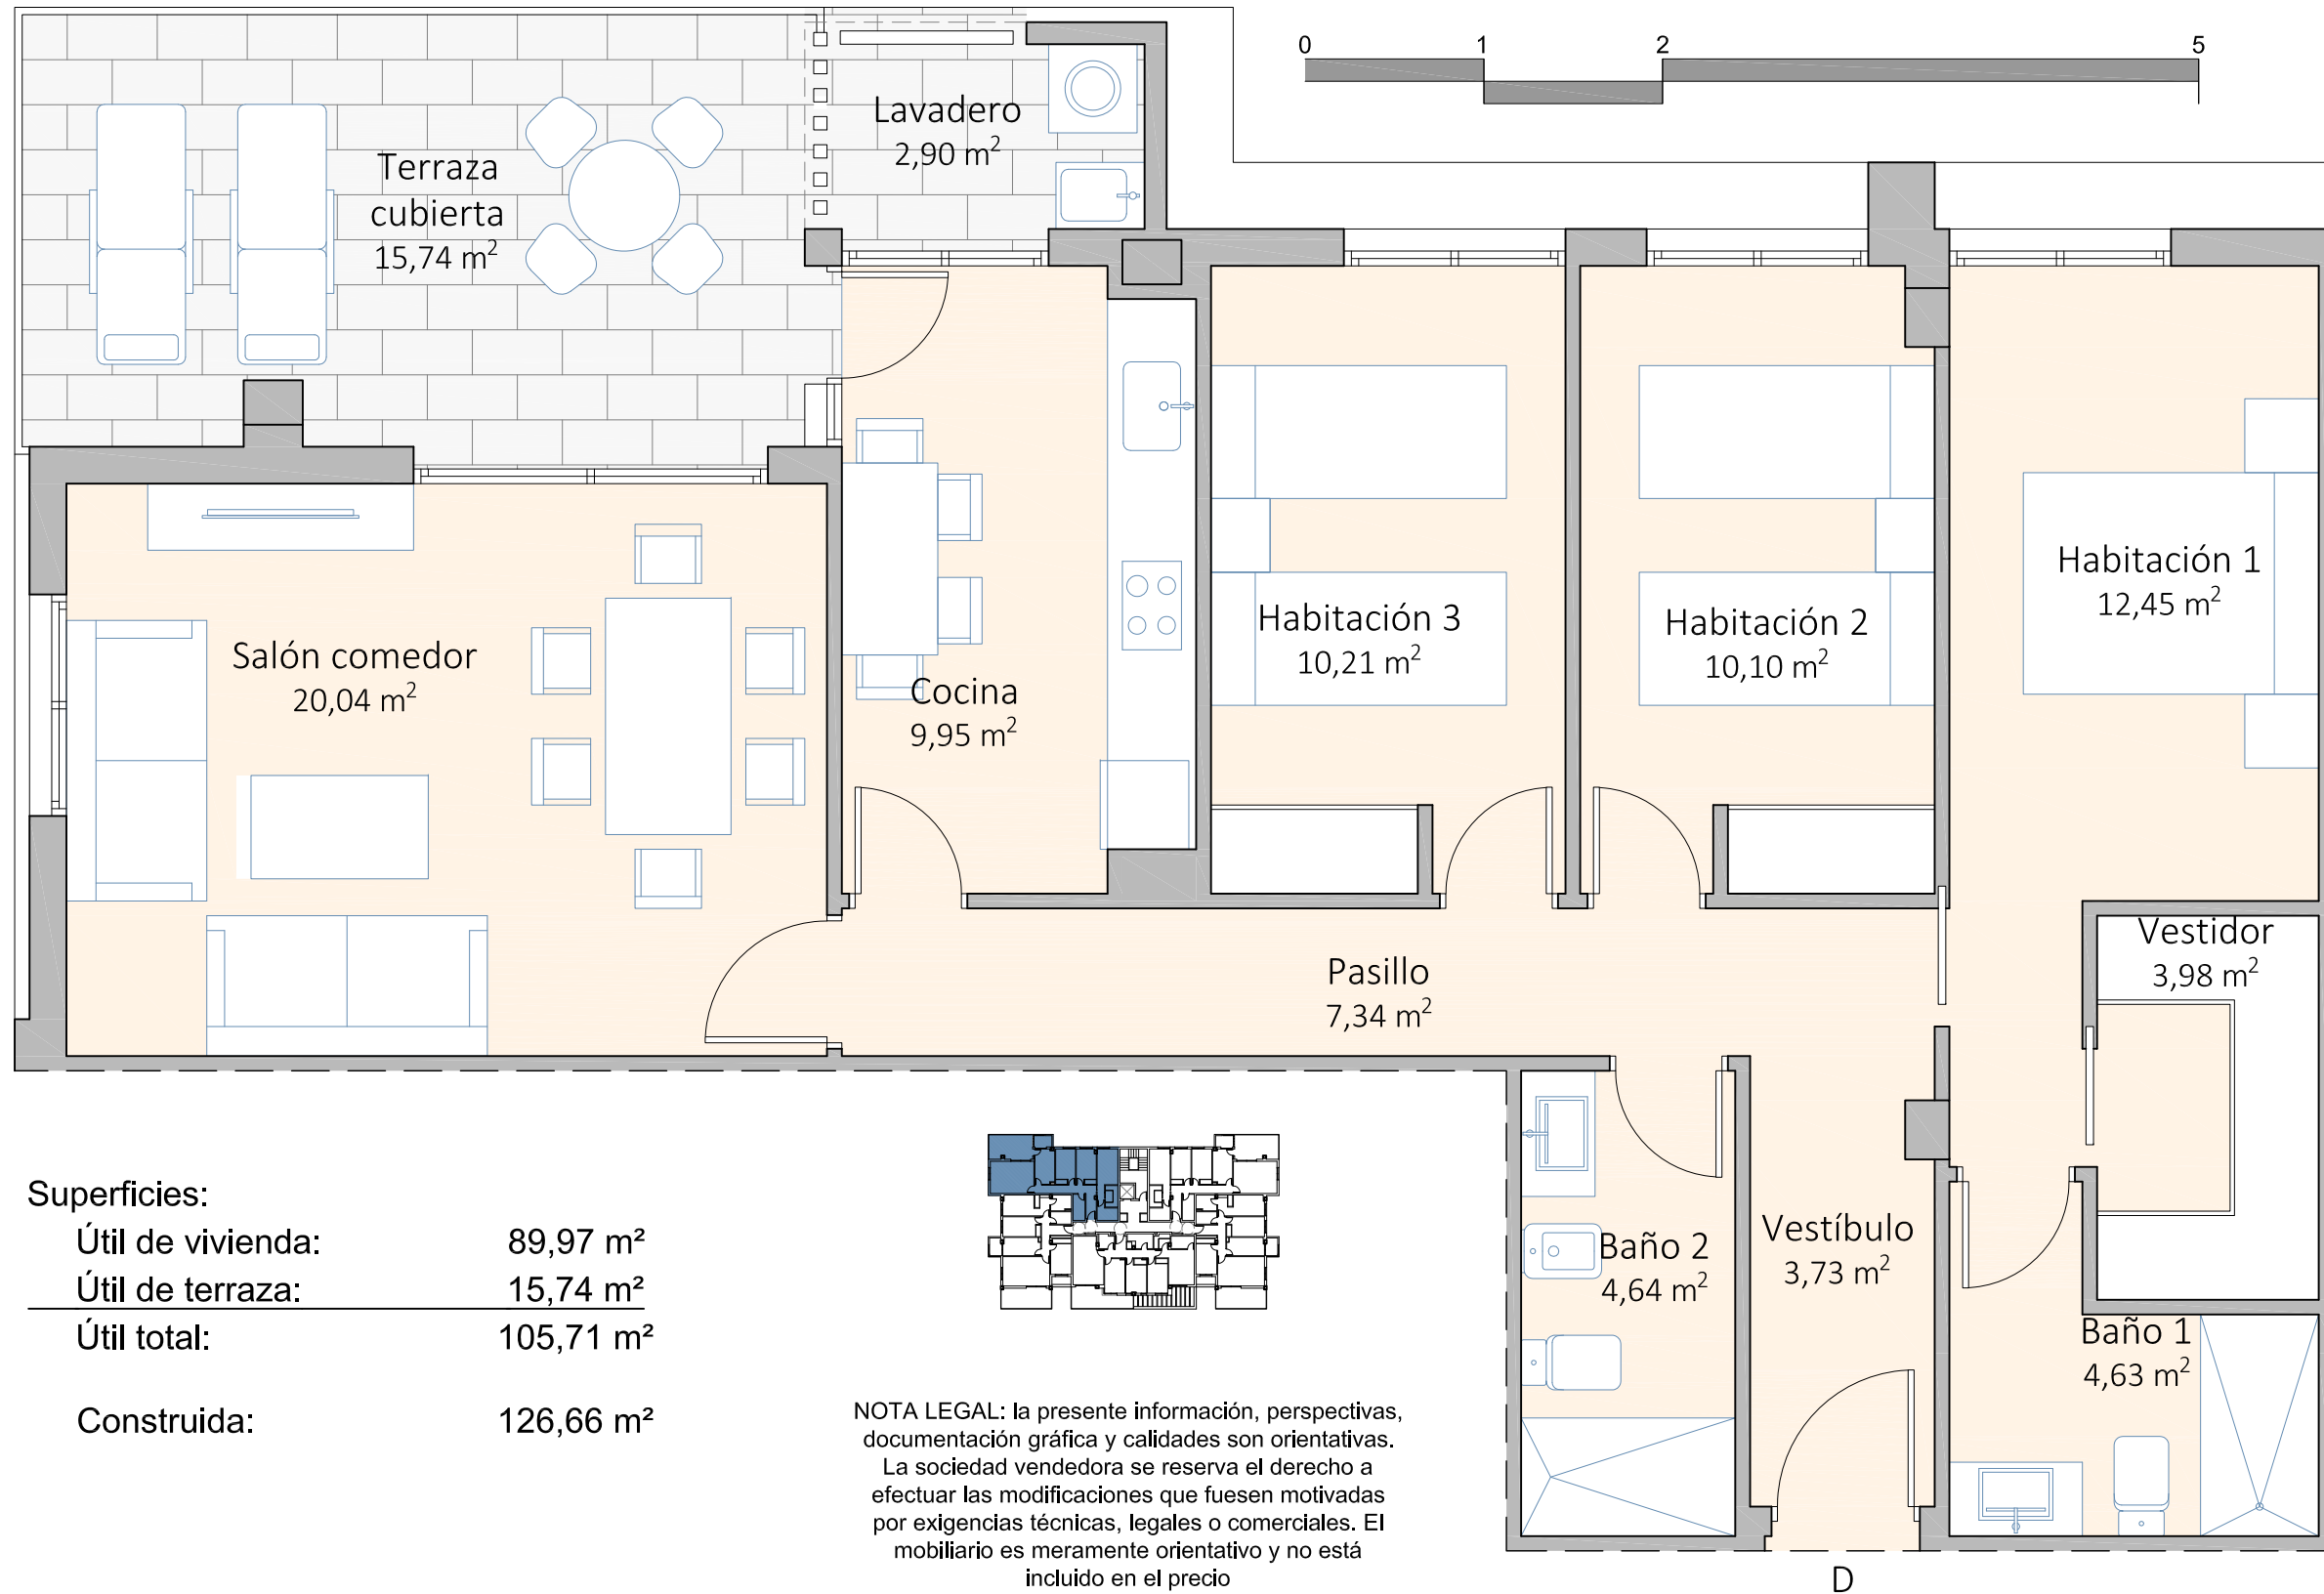 0 1 2 5
Lavadero
2,90 m²
Terraza
cubierta
15,74 m²
Habitación 1
12,45 m²
Habitación 3
10,21 m²
Habitación 2
10,10 m²
Salón comedor
20,04 m²
Cocina
9,95 m²
Vestidor
3,98 m²
Pasillo
7,34 m²
Superficies:
Útil de vivienda: 89,97 m²
Útil de terraza: 15,74 m²
Útil total: 105,71 m²
Construida: 126,66 m²
Baño 2
4,64 m²
Vestíbulo
3,73 m²
Baño 1
4,63 m²
NOTA LEGAL: la presente información, perspectivas,
documentación gráfica y calidades son orientativas.
La sociedad vendedora se reserva el derecho a
efectuar las modificaciones que fuesen motivadas
por exigencias técnicas, legales o comerciales. El
mobiliario es meramente orientativo y no está
incluido en el precio
D